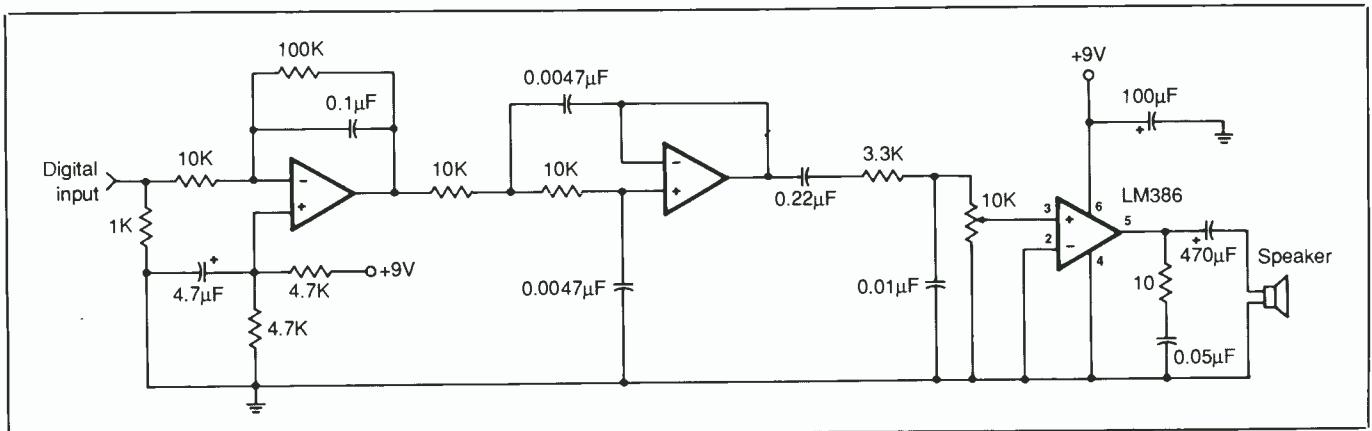 100K
0.1µF
10K
Digital
input
1K
4.7µF
+
4.7K
+9V
4.7K
−
+
10K
0.0047µF
10K
0.0047µF
−
+
0.22µF
3.3K
0.01µF
10K
+9V
100µF
+
LM386
3
+
6
5
2
−
4
+
470µF
10
0.05µF
Speaker